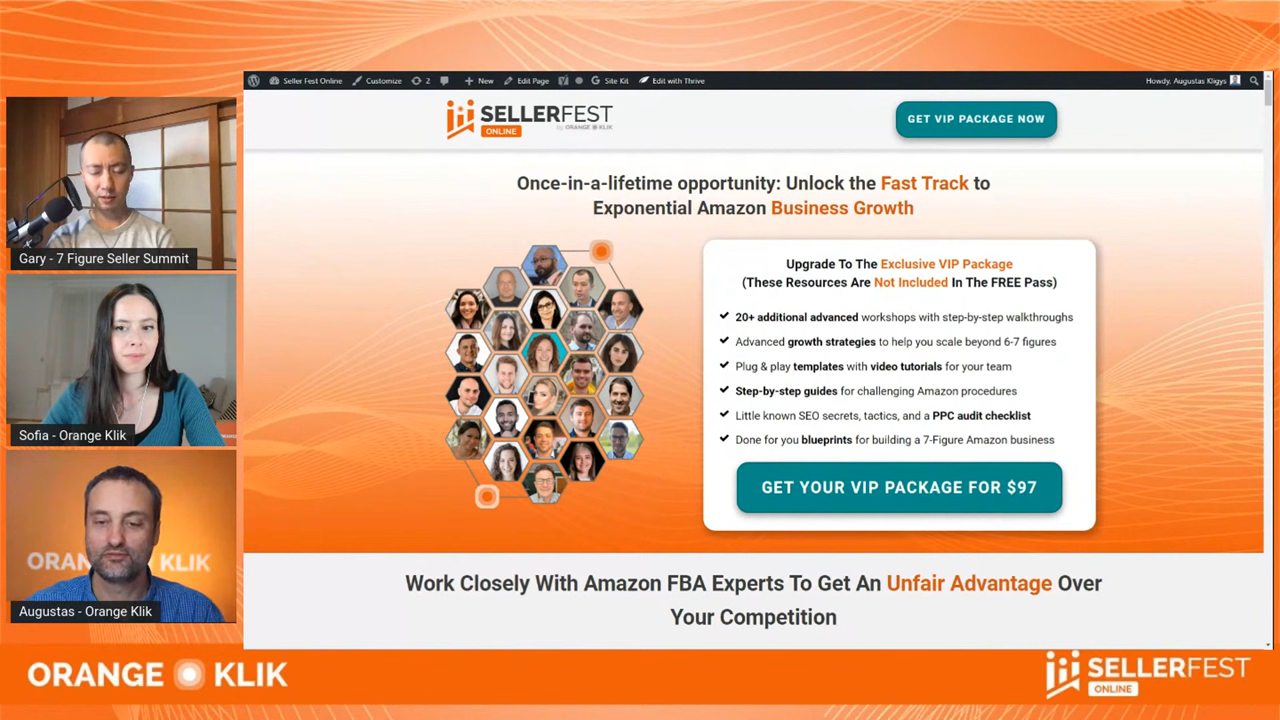 Seller Fest Online
Customize
2
New
Edit Page
Site Kit
Edit with Thrive
Howdy, Augustas Kligys
SELLERFEST
ONLINE
by ORANGE KLIK
GET VIP PACKAGE NOW
Once-in-a-lifetime opportunity: Unlock the Fast Track to
Exponential Amazon Business Growth
Upgrade To The Exclusive VIP Package
(These Resources Are Not Included In The FREE Pass)
20+ additional advanced workshops with step-by-step walkthroughs
Advanced growth strategies to help you scale beyond 6-7 figures
Plug & play templates with video tutorials for your team
Step-by-step guides for challenging Amazon procedures
Little known SEO secrets, tactics, and a PPC audit checklist
Done for you blueprints for building a 7-Figure Amazon business
GET YOUR VIP PACKAGE FOR $97
Work Closely With Amazon FBA Experts To Get An Unfair Advantage Over
Your Competition
Gary - 7 Figure Seller Summit
Sofia - Orange Klik
ORANGE KLIK
Augustas - Orange Klik
ORANGE KLIK
SELLERFEST
ONLINE